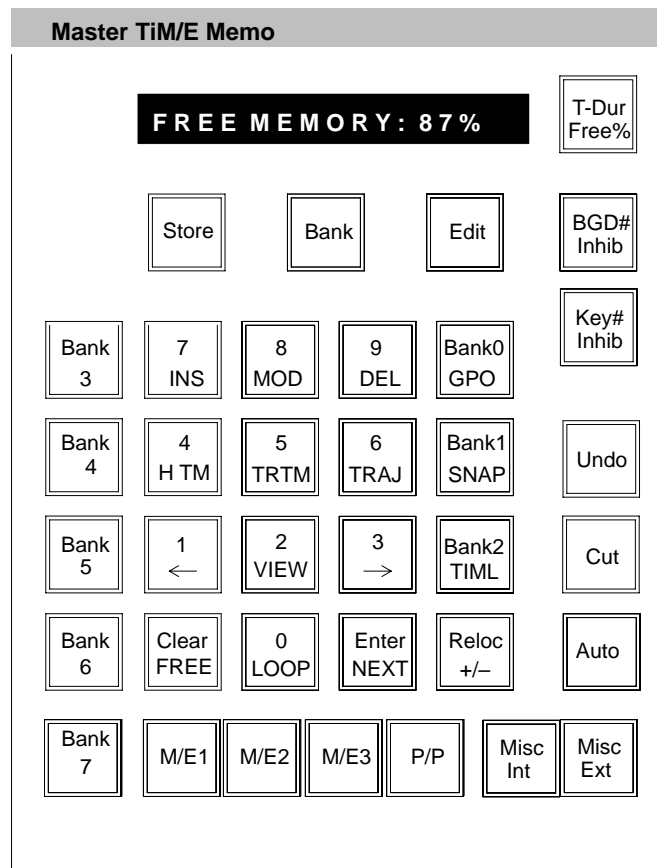 Master TiM/E Memo
FREE MEMORY: 87%
T-Dur
Free%
Store
Bank
Edit
BGD#
Inhib
Key#
Inhib
Bank
3
7
INS
8
MOD
9
DEL
Bank0
GPO
Bank
4
4
H TM
5
TRTM
6
TRAJ
Bank1
SNAP
Undo
Bank
5
1
←
2
VIEW
3
→
Bank2
TIML
Cut
Bank
6
Clear
FREE
0
LOOP
Enter
NEXT
Reloc
+/–
Auto
Bank
7
M/E1
M/E2
M/E3
P/P
Misc
Int
Misc
Ext